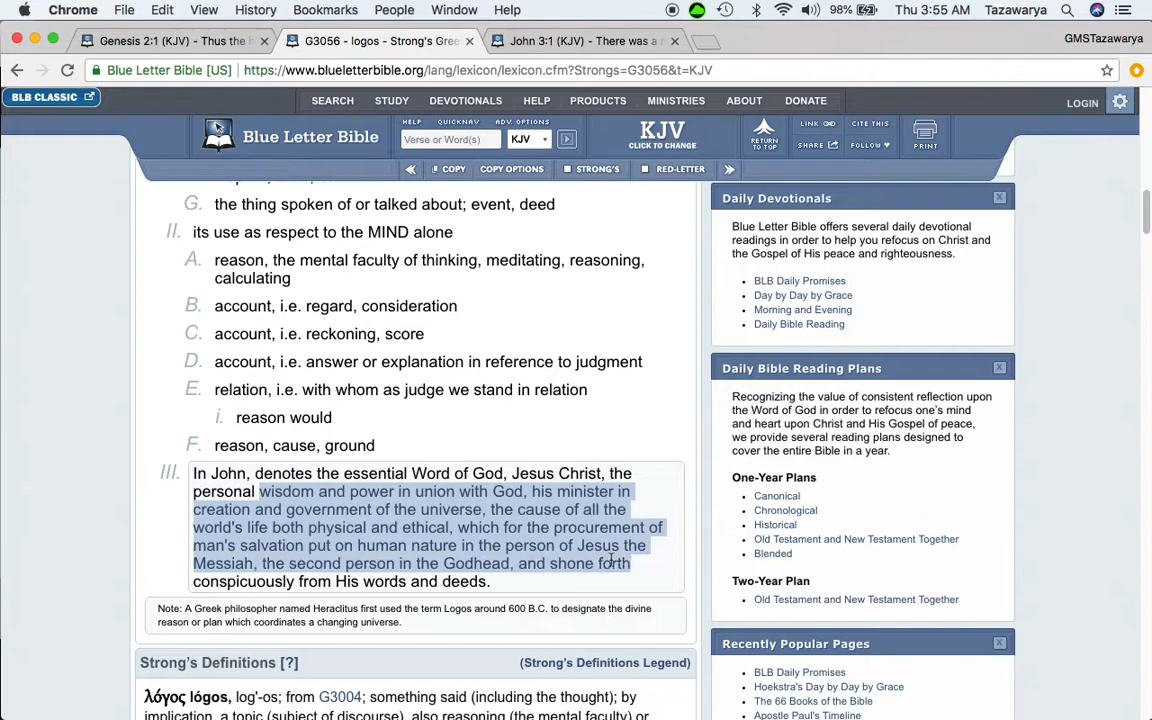 Chrome File Edit View History Bookmarks People Window Help 98% Thu 3:55 AM Tazawarya
Genesis 2:1 (KJV) - Thus the h G3056 - logos - Strong's Gree John 3:1 (KJV) - There was a r GMSTazawarya
Blue Letter Bible [US] https://www.blueletterbible.org/lang/lexicon/lexicon.cfm?Strongs=G3056&t=KJV
BLB CLASSIC SEARCH STUDY DEVOTIONALS HELP PRODUCTS MINISTRIES ABOUT DONATE LOGIN
Blue Letter Bible
HELP QUICKNAV ADV. OPTIONS
Verse or Word(s) KJV
KJV
CLICK TO CHANGE
RETURN TO TOP
LINK CITE THIS
SHARE FOLLOW
PRINT
COPY COPY OPTIONS STRONG'S RED-LETTER
G. the thing spoken of or talked about; event, deed
II. its use as respect to the MIND alone
A. reason, the mental faculty of thinking, meditating, reasoning,
calculating
B. account, i.e. regard, consideration
C. account, i.e. reckoning, score
D. account, i.e. answer or explanation in reference to judgment
E. relation, i.e. with whom as judge we stand in relation
i. reason would
F. reason, cause, ground
III. In John, denotes the essential Word of God, Jesus Christ, the
personal wisdom and power in union with God, his minister in
creation and government of the universe, the cause of all the
world's life both physical and ethical, which for the procurement of
man's salvation put on human nature in the person of Jesus the
Messiah, the second person in the Godhead, and shone forth
conspicuously from His words and deeds.
Note: A Greek philosopher named Heraclitus first used the term Logos around 600 B.C. to designate the divine
reason or plan which coordinates a changing universe.
Strong's Definitions [?] (Strong's Definitions Legend)
λόγος lógos, log'-os; from G3004; something said (including the thought); by
implication, a topic (subject of discourse), also reasoning (the mental faculty) or
Daily Devotionals
Blue Letter Bible offers several daily devotional
readings in order to help you refocus on Christ and
the Gospel of His peace and righteousness.
BLB Daily Promises
Day by Day by Grace
Morning and Evening
Daily Bible Reading
Daily Bible Reading Plans
Recognizing the value of consistent reflection upon
the Word of God in order to refocus one's mind
and heart upon Christ and His Gospel of peace,
we provide several reading plans designed to
cover the entire Bible in a year.
One-Year Plans
Canonical
Chronological
Historical
Old Testament and New Testament Together
Blended
Two-Year Plan
Old Testament and New Testament Together
Recently Popular Pages
BLB Daily Promises
Hoekstra's Day by Day by Grace
The 66 Books of the Bible
Apostle Paul's Timeline